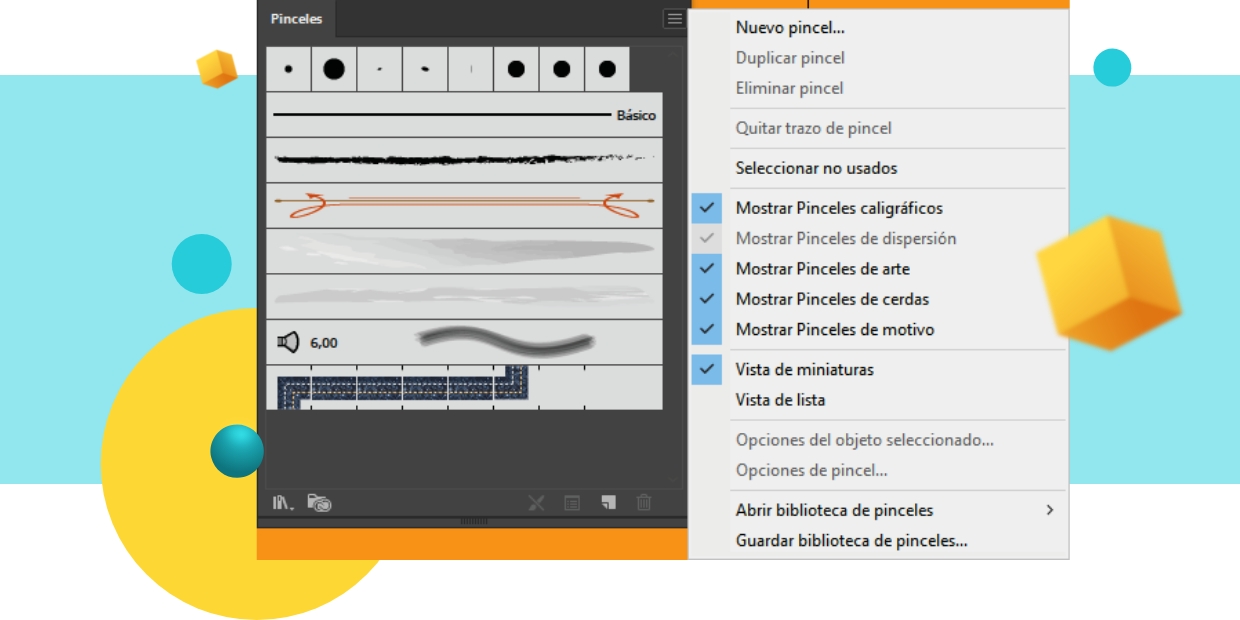 Pinceles
Básico
6,00
Nuevo pincel...
Duplicar pincel
Eliminar pincel
Quitar trazo de pincel
Seleccionar no usados
Mostrar Pinceles caligráficos
Mostrar Pinceles de dispersión
Mostrar Pinceles de arte
Mostrar Pinceles de cerdas
Mostrar Pinceles de motivo
Vista de miniaturas
Vista de lista
Opciones del objeto seleccionado...
Opciones de pincel...
Abrir biblioteca de pinceles
Guardar biblioteca de pinceles...